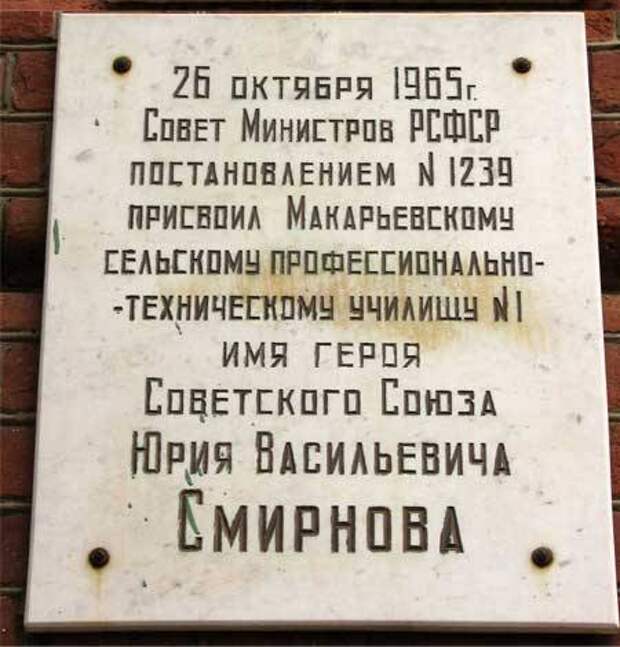 26 октября 1965г.
Совет Министров РСФСР
постановлением N 1239
присвоил Макарьевскому
сельскому профессионально-
-техническому училищу N1
имя героя
Советского Союза
Юрия Васильевича
Смирнова